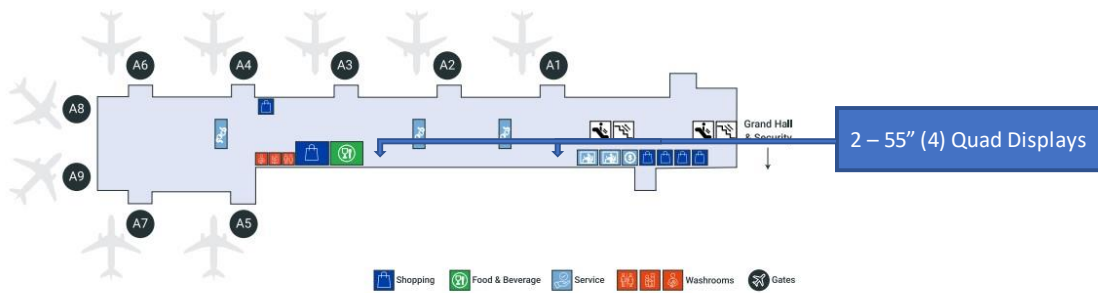 A6
A4
A3
A2
A1
A8
Grand Hall
& Security
2 – 55” (4) Quad Displays
A9
A7
A5
Shopping
Food & Beverage
Service
Washrooms
Gates